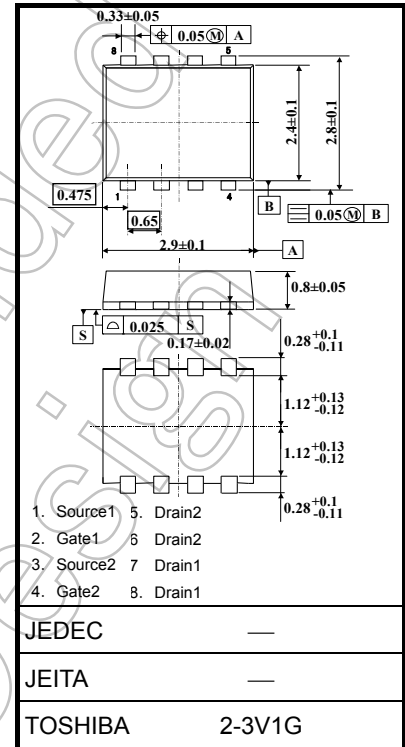 0.33±0.05
⌖ 0.05Ⓜ A
8 5
2.4±0.1
2.8±0.1
0.475
1 4
B
0.65
⌯ 0.05Ⓜ B
2.9±0.1
A
0.8±0.05
S
⌓ 0.025 S
0.17±0.02
0.28 +0.1 -0.11
1.12 +0.13 -0.12
1.12 +0.13 -0.12
0.28 +0.1 -0.11
1. Source1 5. Drain2
2. Gate1 6 Drain2
3. Source2 7 Drain1
4. Gate2 8. Drain1
JEDEC —
JEITA —
TOSHIBA 2-3V1G